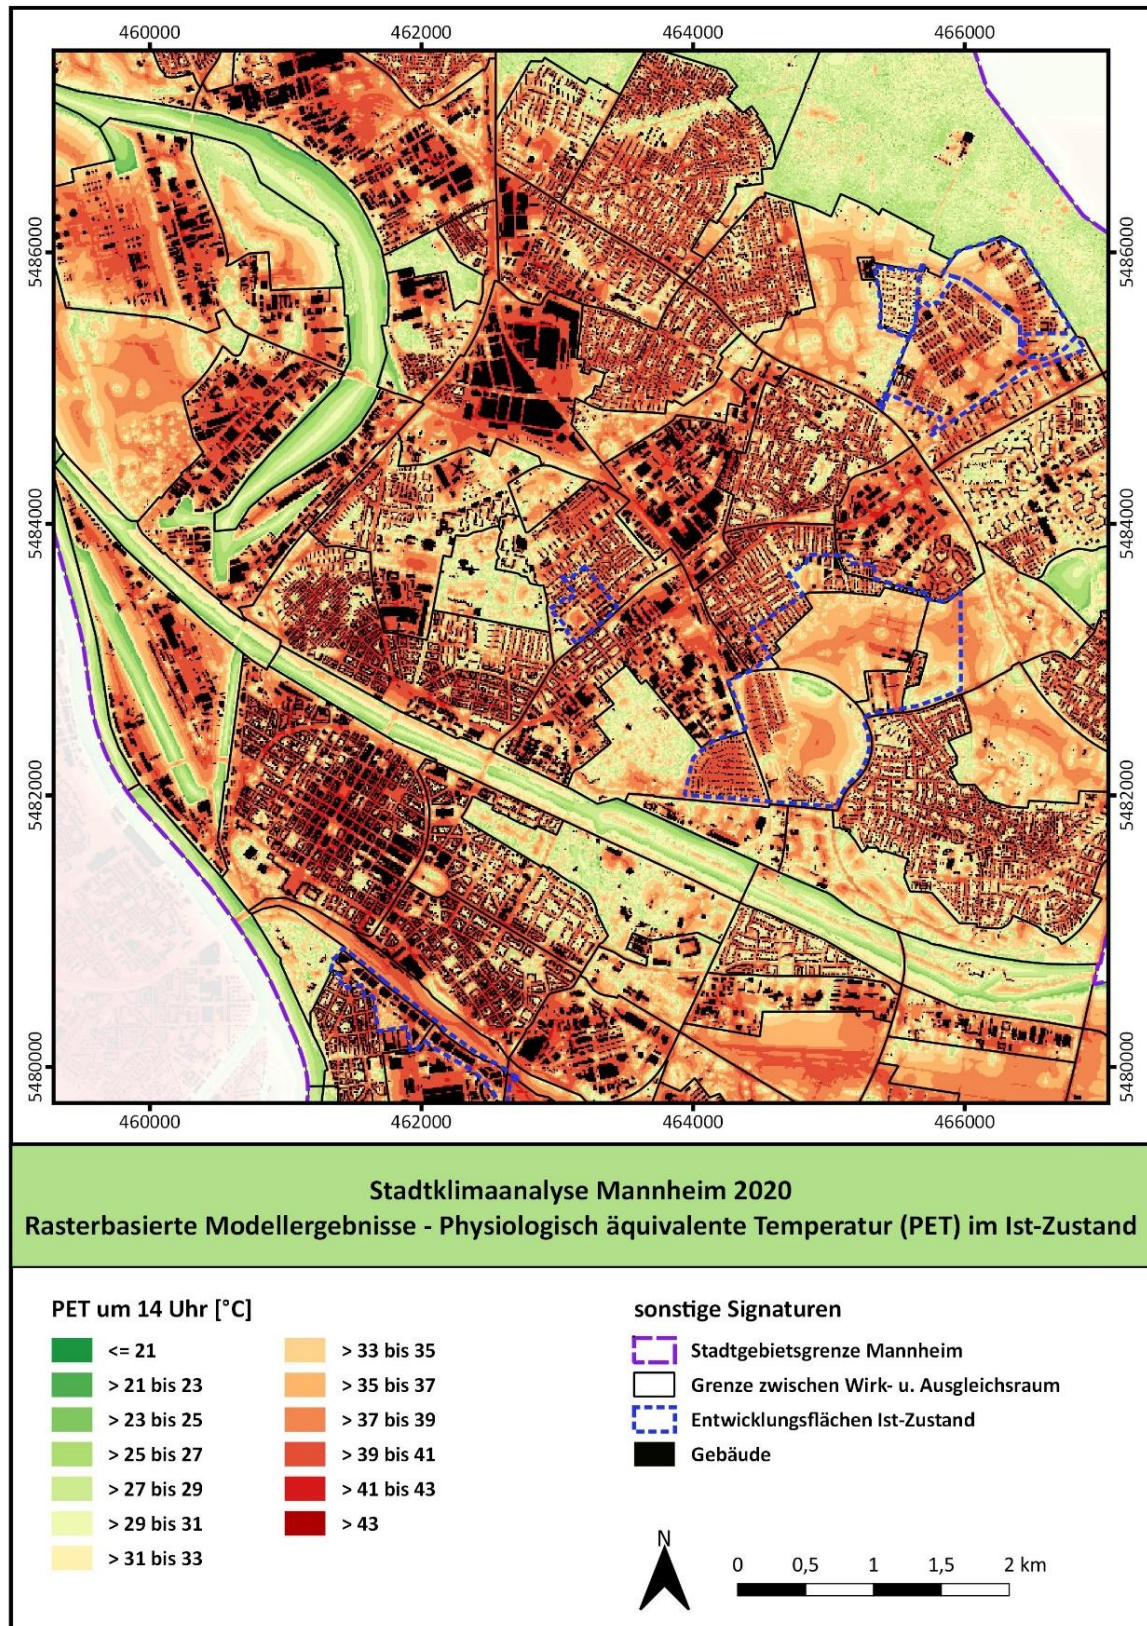 460000 462000 464000 466000
5486000 5486000
5484000 5484000
5482000 5482000
5480000 5480000
460000 462000 464000 466000
Stadtklimaanalyse Mannheim 2020
Rasterbasierte Modellergebnisse - Physiologisch äquivalente Temperatur (PET) im Ist-Zustand
PET um 14 Uhr [°C]
<= 21
> 21 bis 23
> 23 bis 25
> 25 bis 27
> 27 bis 29
> 29 bis 31
> 31 bis 33
> 33 bis 35
> 35 bis 37
> 37 bis 39
> 39 bis 41
> 41 bis 43
> 43
sonstige Signaturen
Stadtgebietsgrenze Mannheim
Grenze zwischen Wirk- u. Ausgleichsraum
Entwicklungsflächen Ist-Zustand
Gebäude
N
0 0,5 1 1,5 2 km